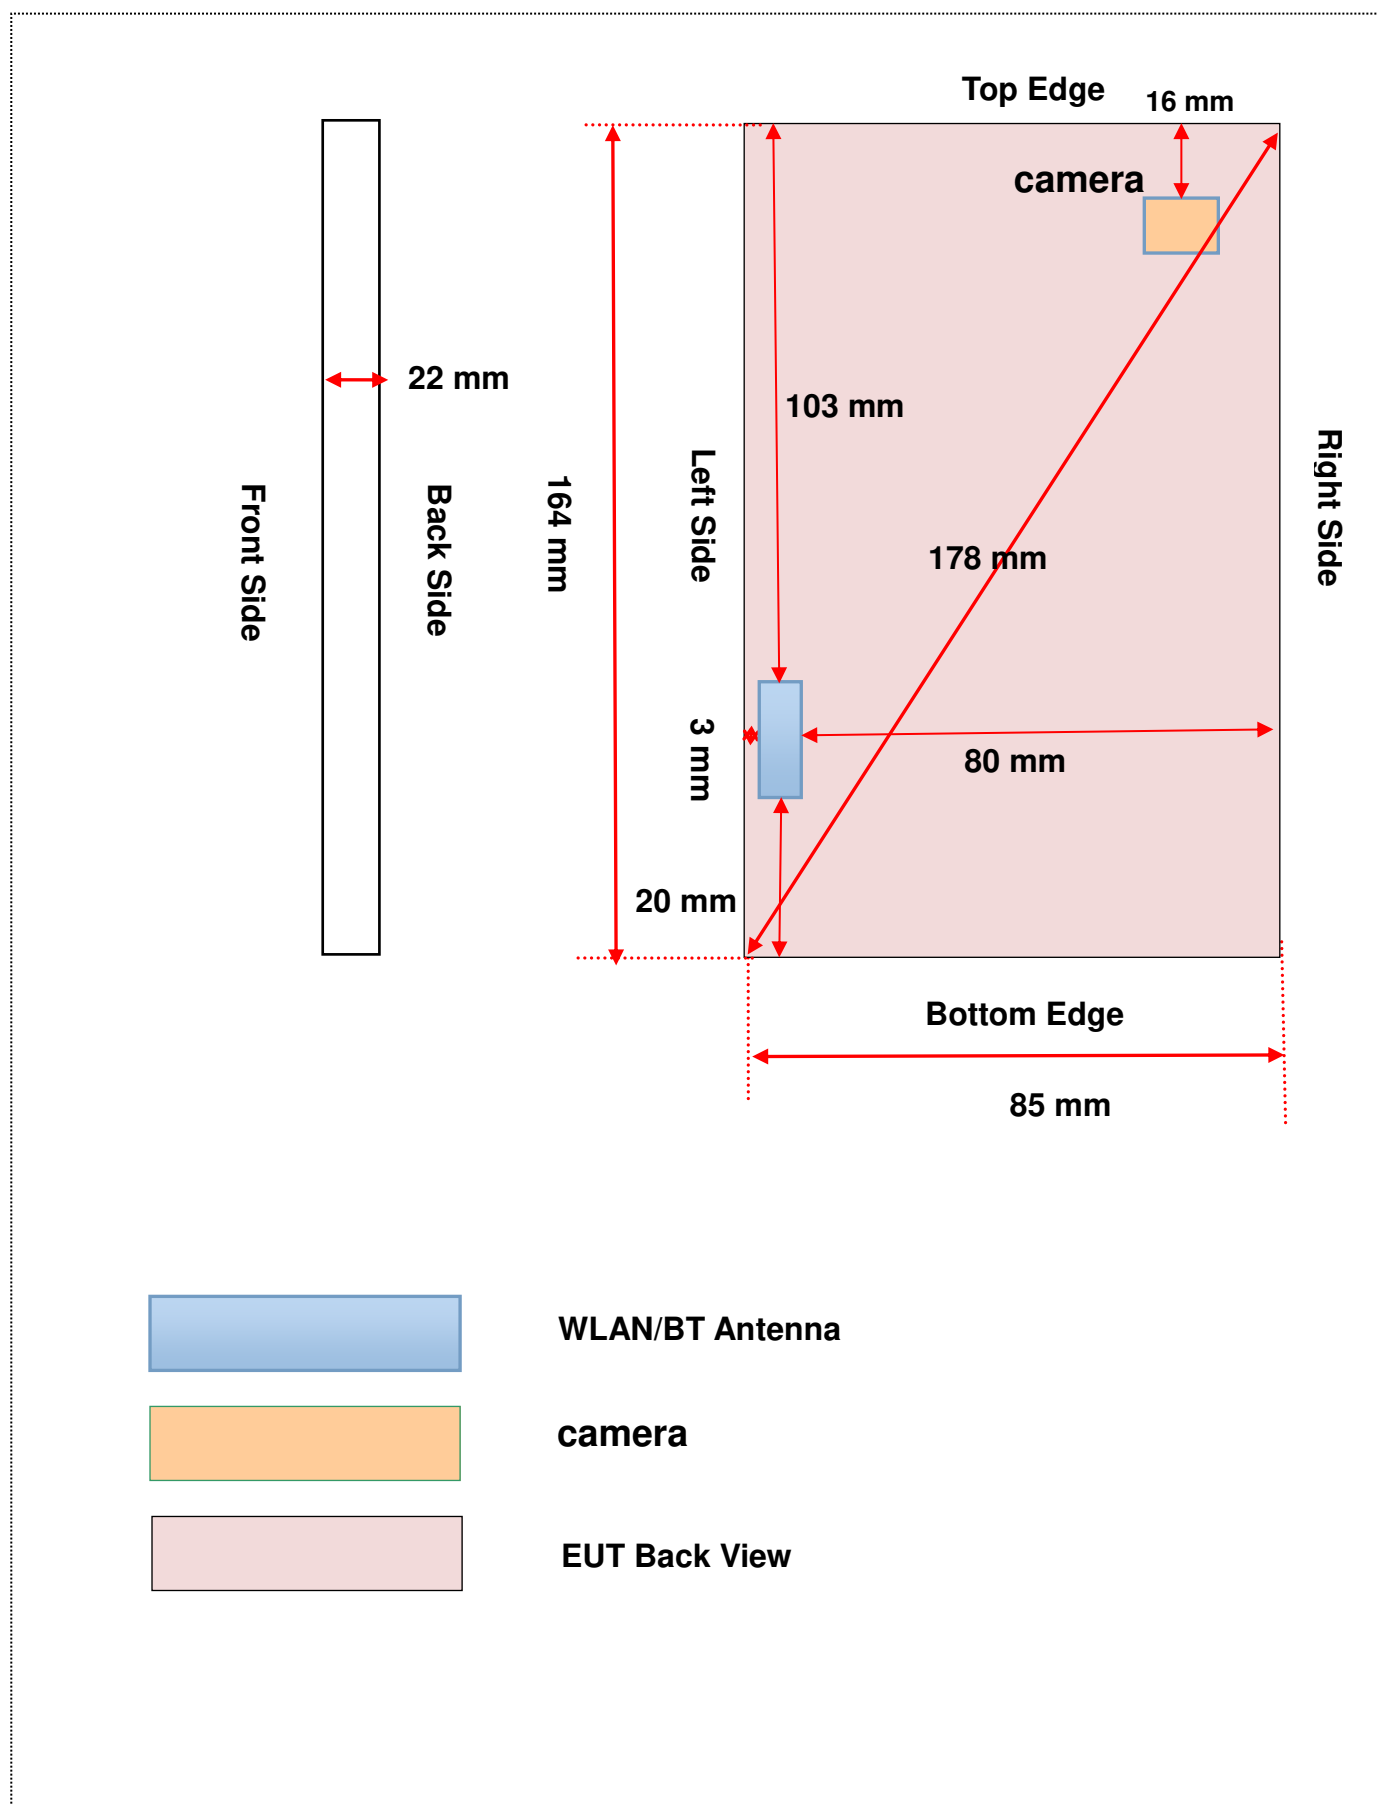 Top Edge
16 mm
camera
22 mm
103 mm
Front Side
Back Side
164 mm
Left Side
Right Side
178 mm
3 mm
80 mm
20 mm
Bottom Edge
85 mm
WLAN/BT Antenna
camera
EUT Back View